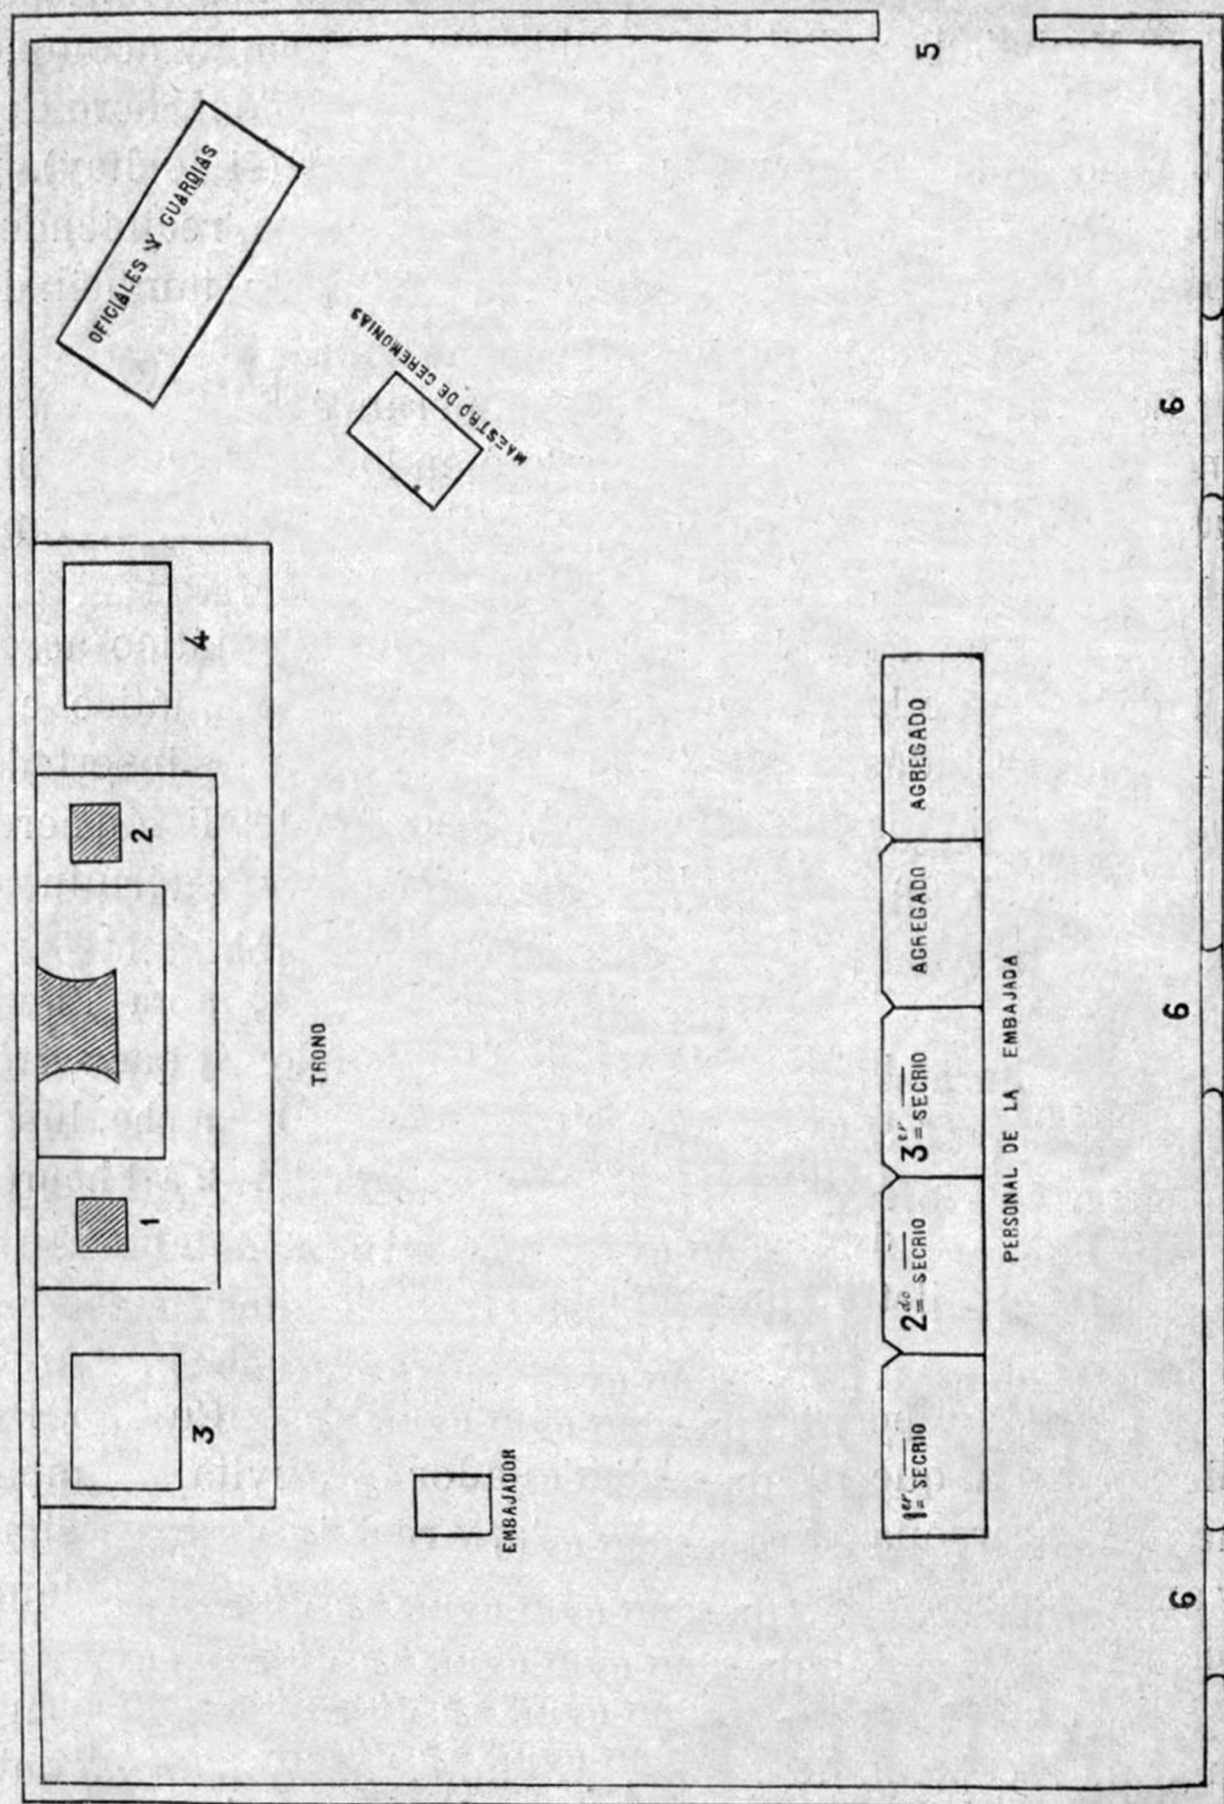 OFICIALES Y GUARDIAS
MAESTRO DE CEREMONIAS
5
6
6
6
4
2
1
3
TRONO
EMBAJADOR
1er = SECRIO
2do = SECRIO
3er = SECRIO
AGREGADO
AGREGADO
PERSONAL DE LA EMBAJADA